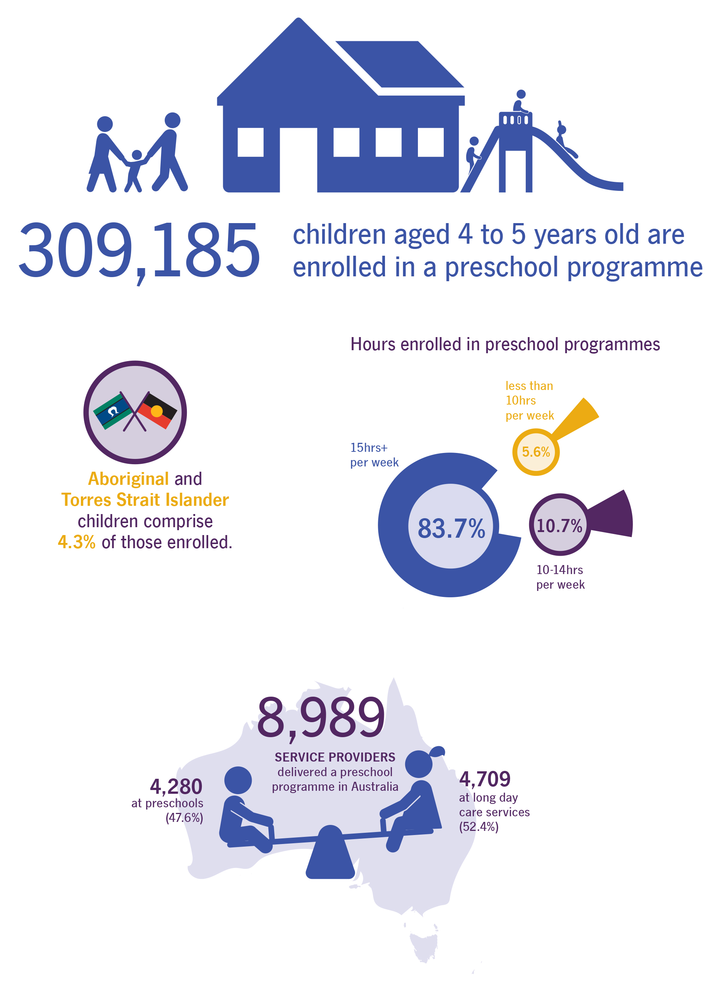 309,185
children aged 4 to 5 years old are
enrolled in a preschool programme
Aboriginal and
Torres Strait Islander
children comprise
4.3% of those enrolled.
Hours enrolled in preschool programmes
less than
10hrs
per week
5.6%
15hrs+
per week
83.7%
10.7%
10-14hrs
per week
8,989
SERVICE PROVIDERS
delivered a preschool
programme in Australia
4,280
at preschools
(47.6%)
4,709
at long day
care services
(52.4%)